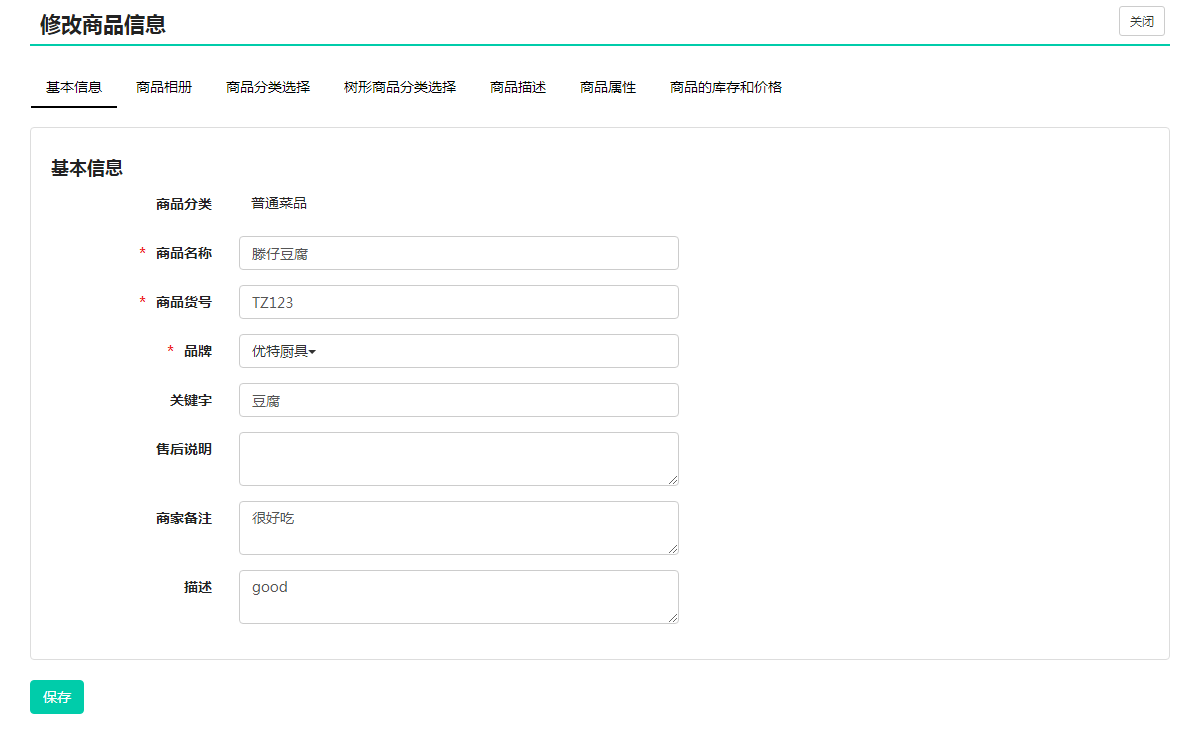 修改商品信息 关闭
基本信息 商品相册 商品分类选择 树形商品分类选择 商品描述 商品属性 商品的库存和价格
基本信息
商品分类 普通菜品
* 商品名称 滕仔豆腐
* 商品货号 TZ123
* 品牌 优特厨具
关键字 豆腐
售后说明
商家备注 很好吃
描述 good
保存